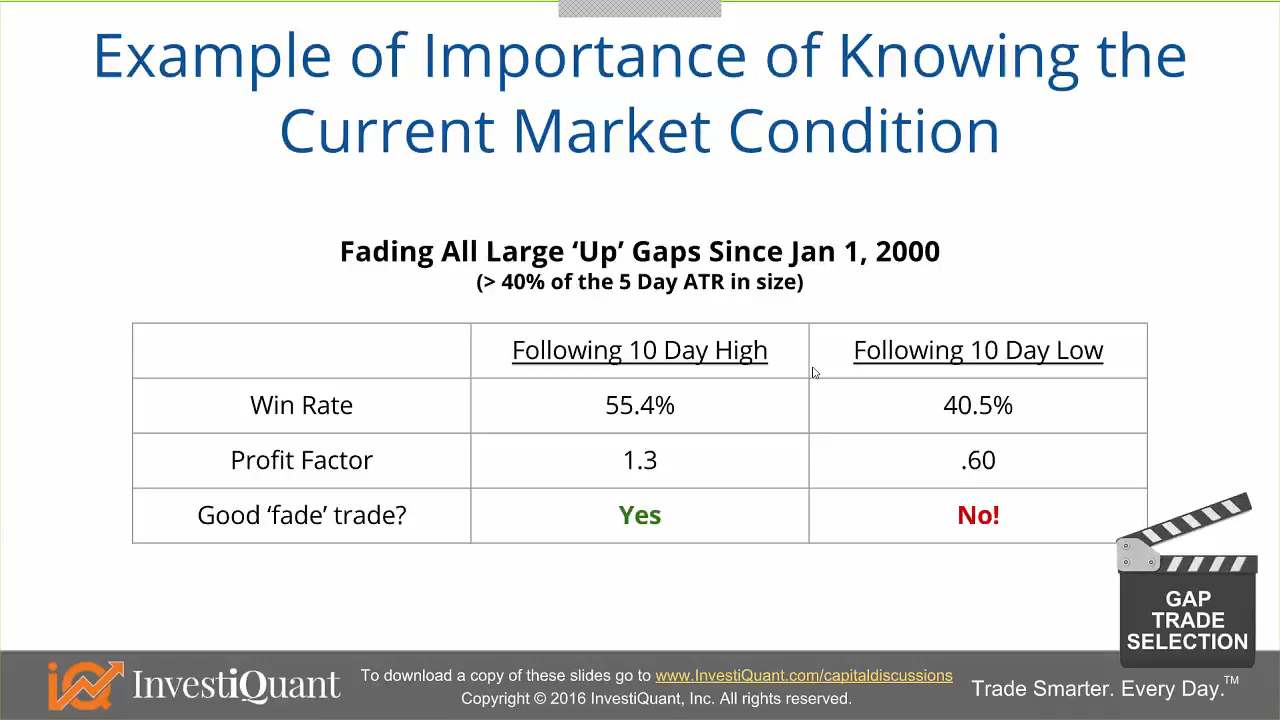 Example of Importance of Knowing the
Current Market Condition
Fading All Large ‘Up’ Gaps Since Jan 1, 2000
(> 40% of the 5 Day ATR in size)
Following 10 Day High Following 10 Day Low
Win Rate 55.4% 40.5%
Profit Factor 1.3 .60
Good ‘fade’ trade? Yes No!
GAP
TRADE
SELECTION
InvestiQuant
To download a copy of these slides go to www.InvestiQuant.com/capitaldiscussions
Copyright © 2016 InvestiQuant, Inc. All rights reserved.
Trade Smarter. Every Day.™